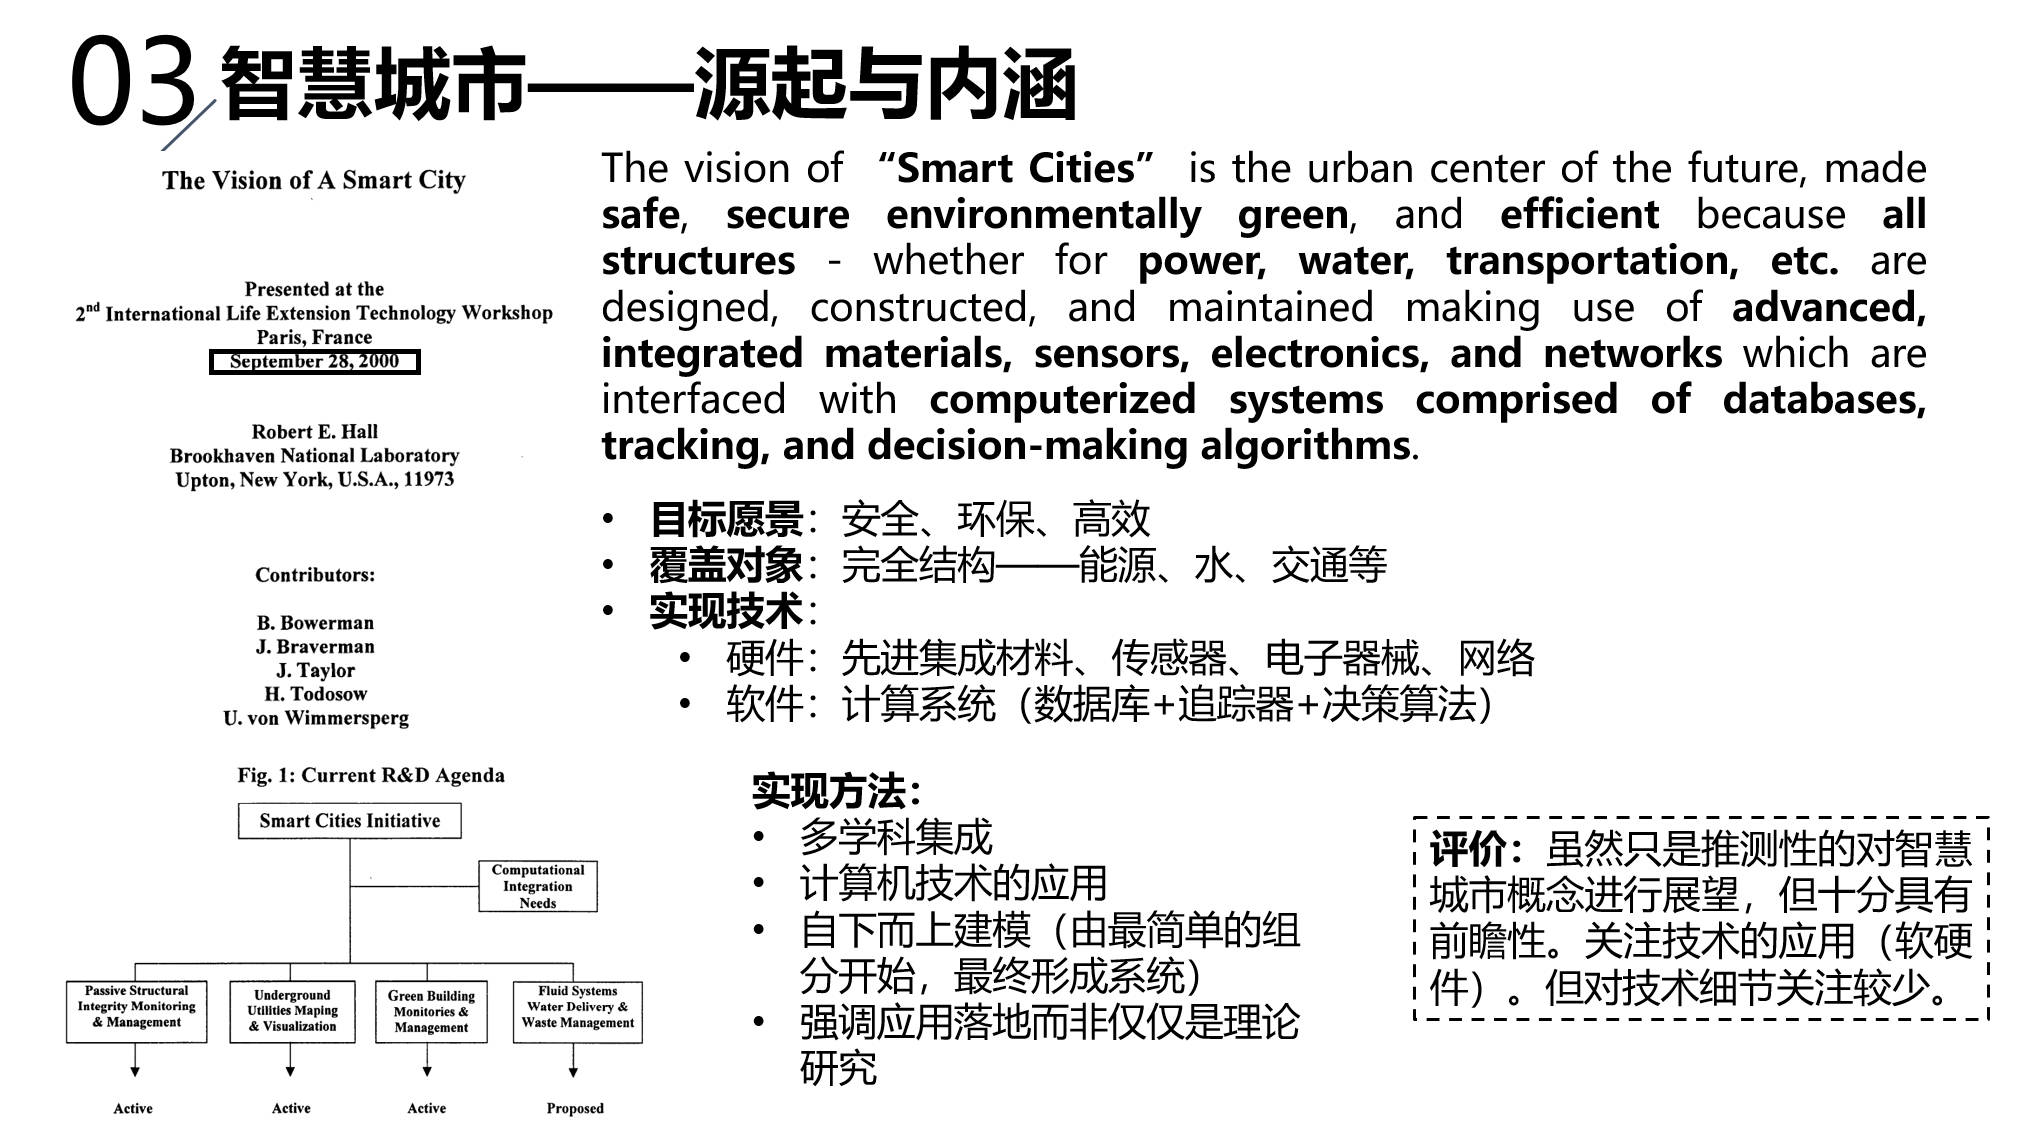 03 智慧城市——源起与内涵
The Vision of A Smart City
Presented at the
2nd International Life Extension Technology Workshop
Paris, France
September 28, 2000
Robert E. Hall
Brookhaven National Laboratory
Upton, New York, U.S.A., 11973
Contributors:
B. Bowerman
J. Braverman
J. Taylor
H. Todosow
U. von Wimmersperg
The vision of “Smart Cities” is the urban center of the future, made
safe, secure environmentally green, and efficient because all
structures - whether for power, water, transportation, etc. are
designed, constructed, and maintained making use of advanced,
integrated materials, sensors, electronics, and networks which are
interfaced with computerized systems comprised of databases,
tracking, and decision-making algorithms.
• 目标愿景：安全、环保、高效
• 覆盖对象：完全结构——能源、水、交通等
• 实现技术：
• 硬件：先进集成材料、传感器、电子器械、网络
• 软件：计算系统（数据库+追踪器+决策算法）
Fig. 1: Current R&D Agenda
Smart Cities Initiative
Computational
Integration
Needs
Passive Structural
Integrity Monitoring
& Management
Underground
Utilities Maping
& Visualization
Green Building
Monitories &
Management
Fluid Systems
Water Delivery &
Waste Management
Active
Active
Active
Proposed
实现方法：
• 多学科集成
• 计算机技术的应用
• 自下而上建模（由最简单的组
分开始，最终形成系统）
• 强调应用落地而非仅仅是理论
研究
评价：虽然只是推测性的对智慧
城市概念进行展望，但十分具有
前瞻性。关注技术的应用（软硬
件）。但对技术细节关注较少。